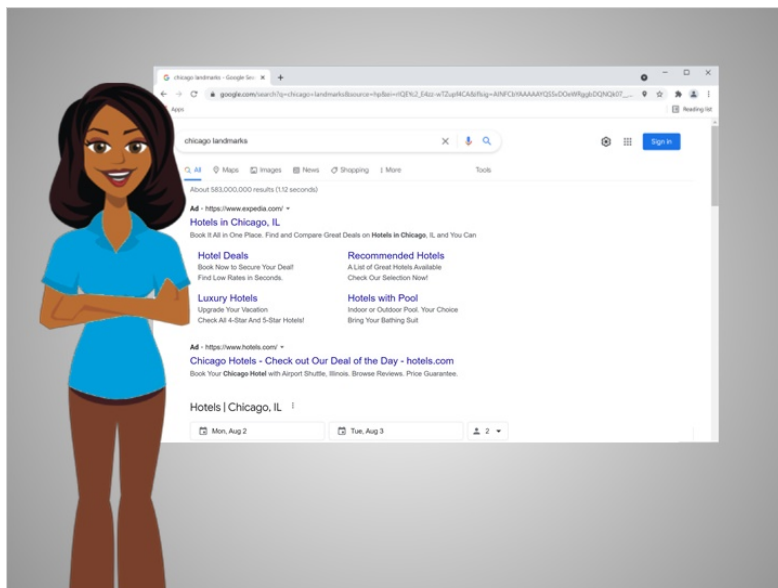 chicago landmarks - Google Sea
google.com/search?q=chicago+landmarks&source=hp&ei=
Apps
Reading list
chicago landmarks
Sign in
All Maps Images News Shopping More Tools
About 583,000,000 results (1.12 seconds)
Ad · https://www.expedia.com/
Hotels in Chicago, IL
Book It All in One Place. Find and Compare Great Deals on Hotels in Chicago, IL and You Can
Hotel Deals
Book Now to Secure Your Deal!
Find Low Rates in Seconds.
Recommended Hotels
A List of Great Hotels Available
Check Our Selection Now!
Luxury Hotels
Upgrade Your Vacation
Check All 4-Star And 5-Star Hotels!
Hotels with Pool
Indoor or Outdoor Pool. Your Choice
Bring Your Bathing Suit
Ad · https://www.hotels.com/
Chicago Hotels - Check out Our Deal of the Day - hotels.com
Book Your Chicago Hotel with Airport Shuttle, Illinois. Browse Reviews. Price Guarantee.
Hotels | Chicago, IL
Mon, Aug 2
Tue, Aug 3
2